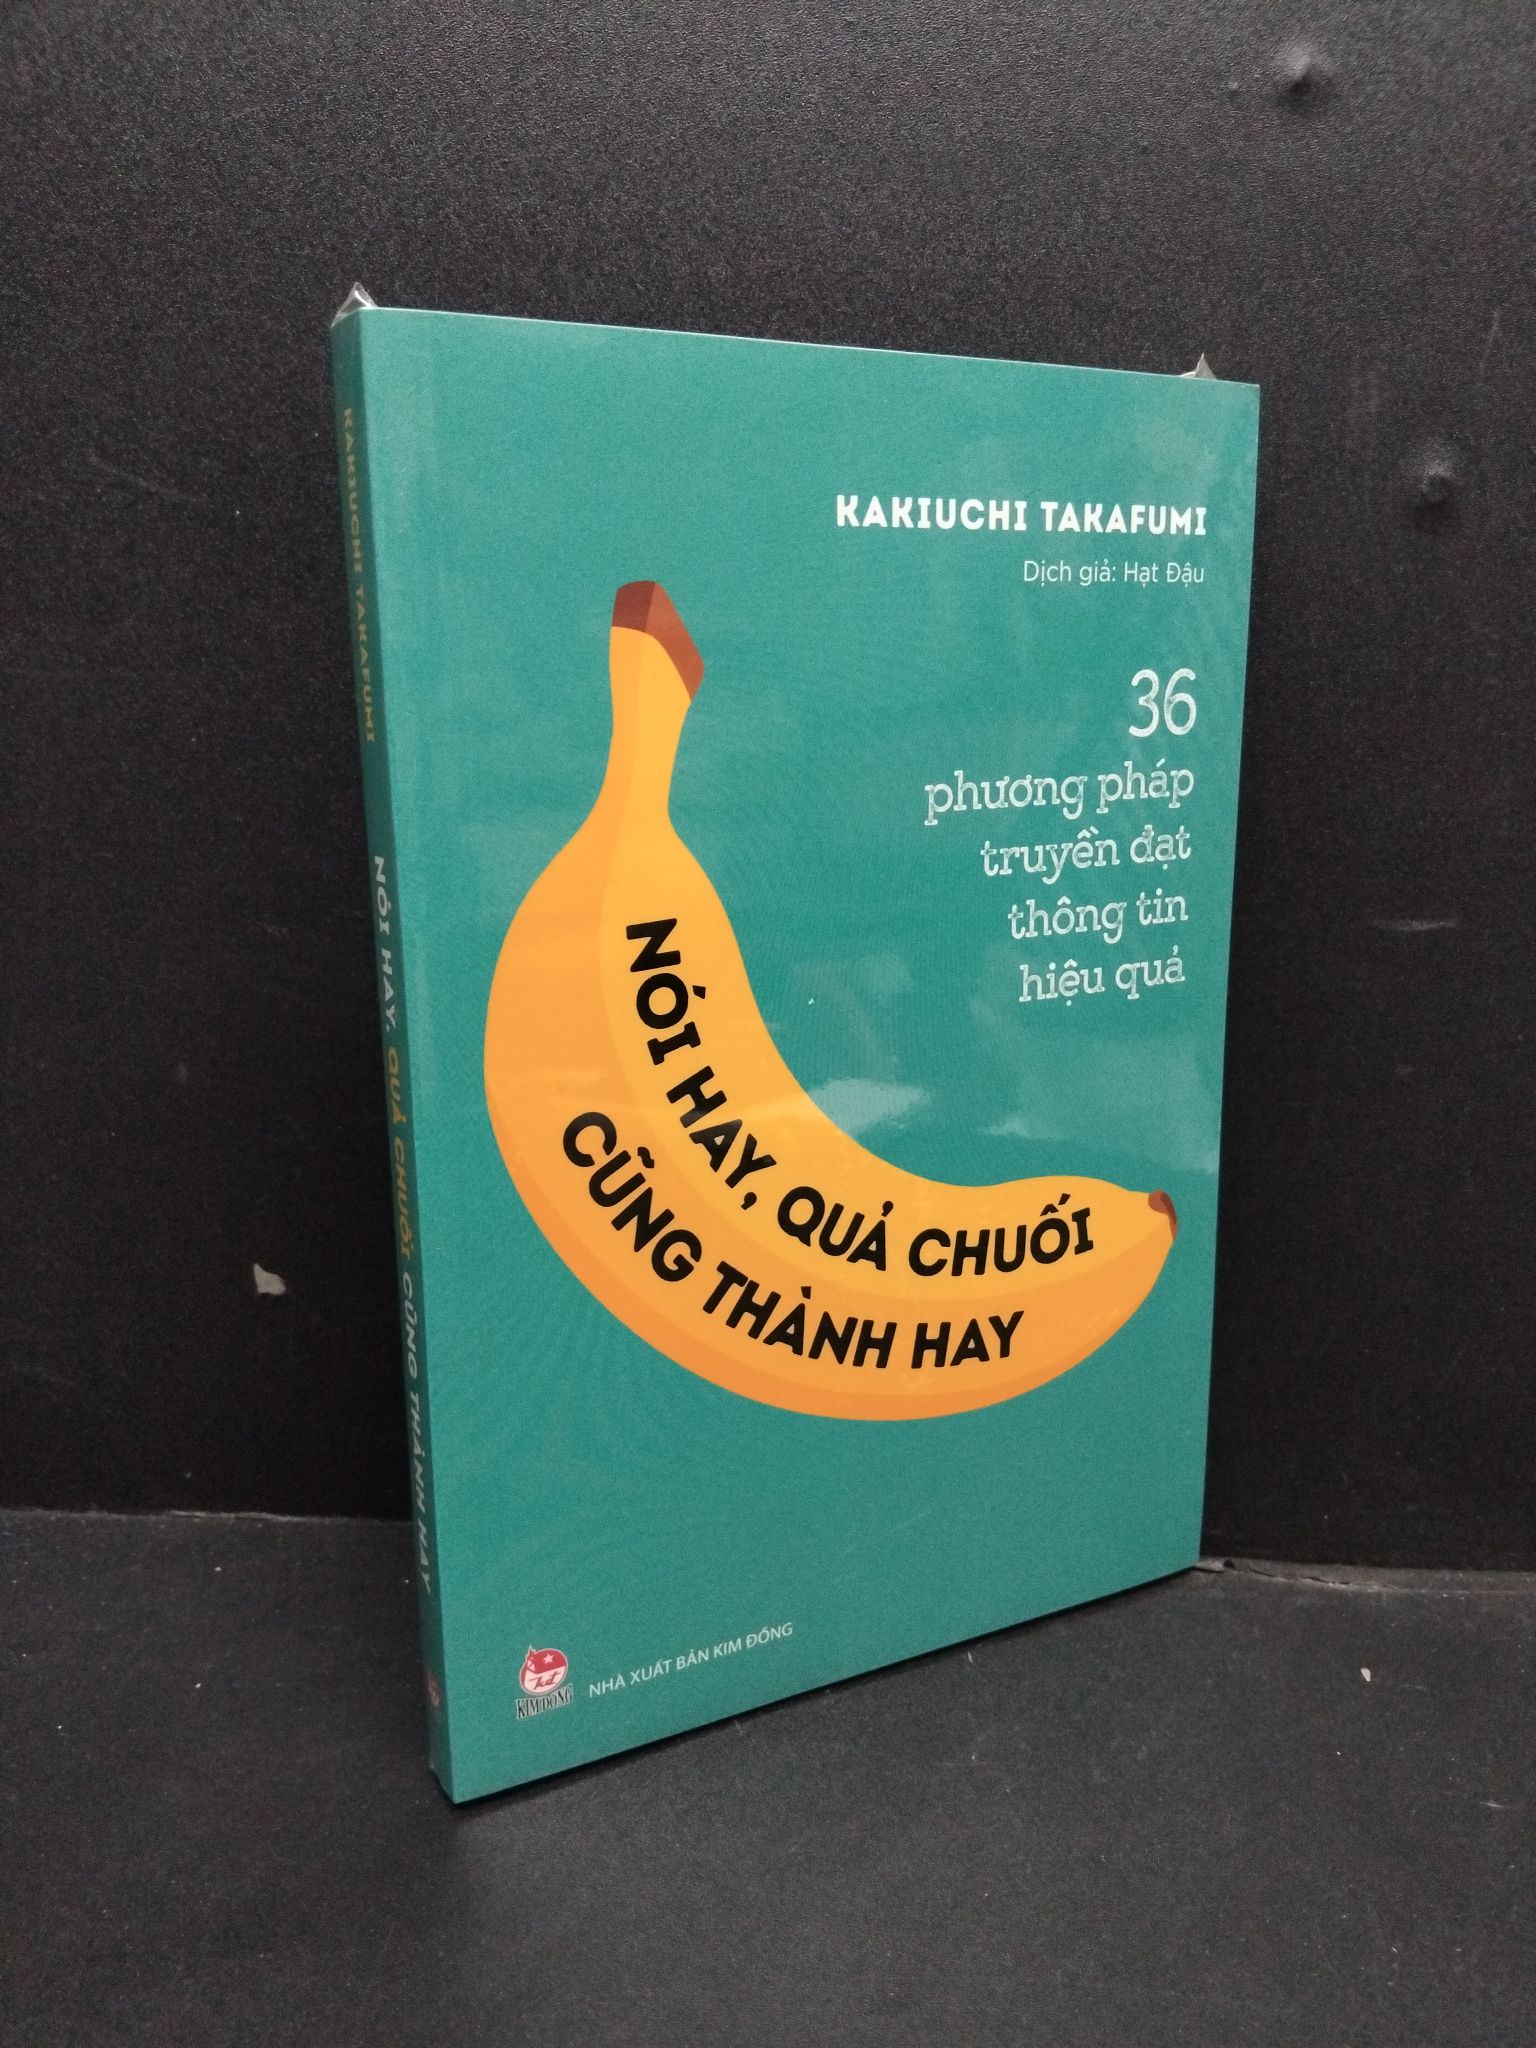 KAKIUCHI TAKAFUMI
Dịch giả: Hạt Đậu
36
phương pháp
truyền đạt
thông tin
hiệu quả
NÓI HAY, QUẢ CHUỐI
CŨNG THÀNH HAY
kđ
KIM ĐỒNG
NHÀ XUẤT BẢN KIM ĐỒNG
KAKIUCHI TAKAFUMI
NÓI HAY, QUẢ CHUỐI CŨNG THÀNH HAY